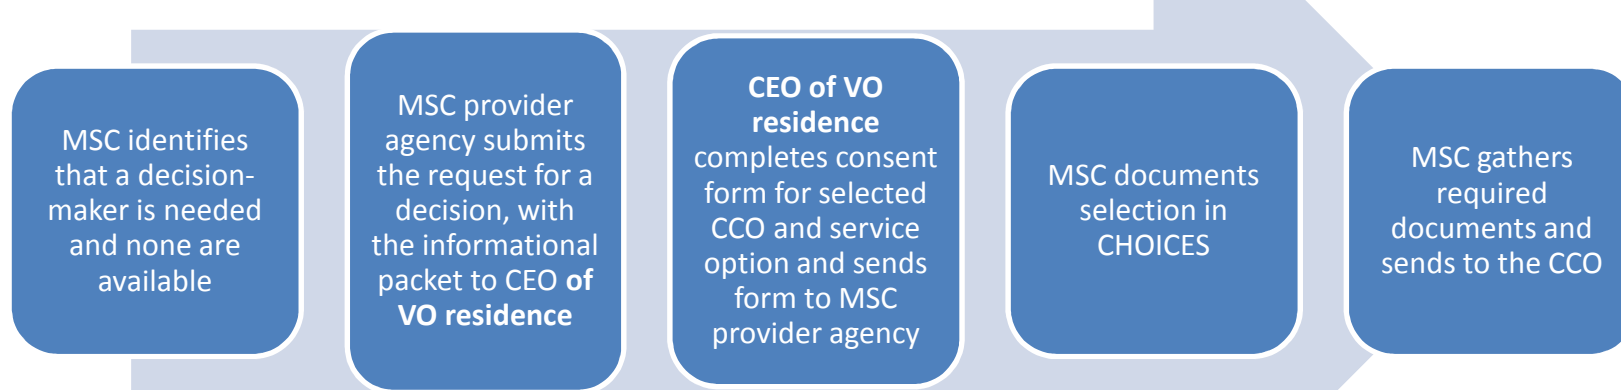 MSC identifies
that a decision-
maker is needed
and none are
available
MSC provider
agency submits
the request for a
decision, with
the informational
packet to CEO of
VO residence
CEO of VO
residence
completes consent
form for selected
CCO and service
option and sends
form to MSC
provider agency
MSC documents
selection in
CHOICES
MSC gathers
required
documents and
sends to the CCO